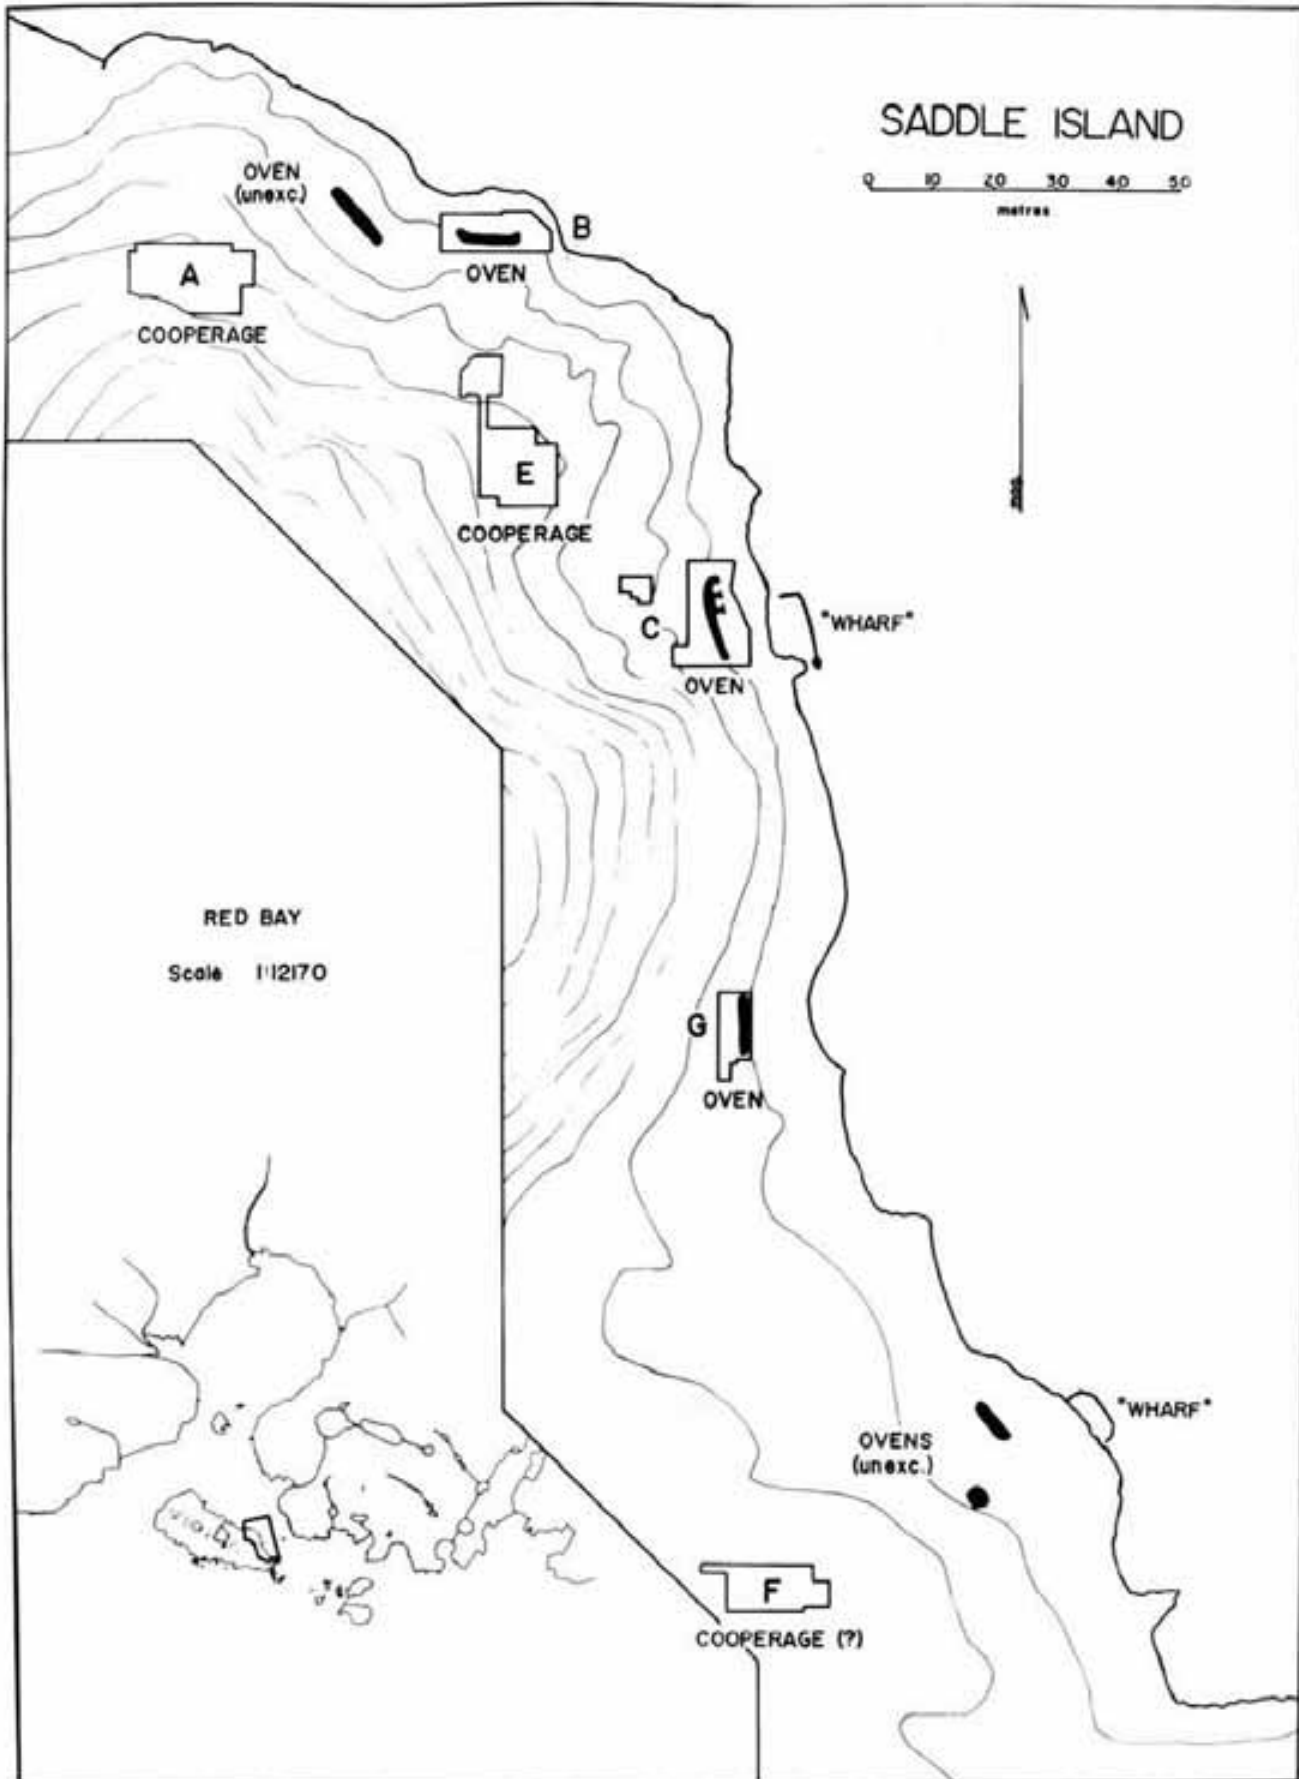 SADDLE ISLAND
0 10 20 30 40 50
metres
OVEN
(unexc.)
B
OVEN
A
COOPERAGE
mag.
E
COOPERAGE
C
"WHARF"
OVEN
RED BAY
Scale 1:12170
G
OVEN
"WHARF"
OVENS
(unexc.)
F
COOPERAGE (?)